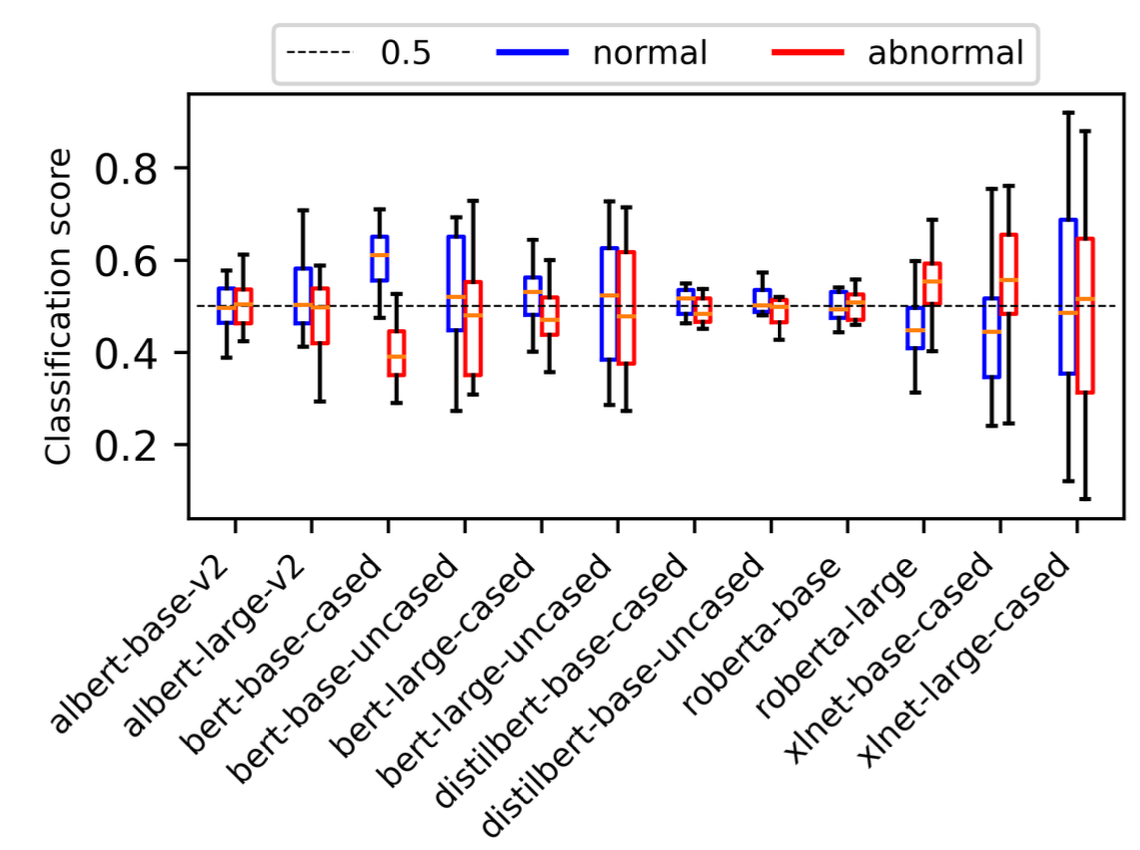 0.5 normal abnormal
Classification score
0.8
0.6
0.4
0.2
albert-base-v2
albert-large-v2
bert-base-cased
bert-base-uncased
bert-large-cased
bert-large-uncased
distilbert-base-cased
distilbert-base-uncased
roberta-base
roberta-large
xlnet-base-cased
xlnet-large-cased